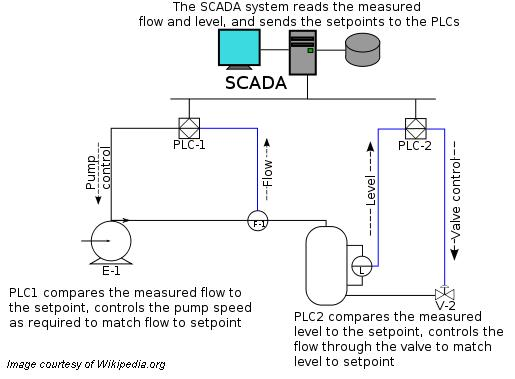 The SCADA system reads the measured
flow and level, and sends the setpoints to the PLCs
SCADA
PLC-1
PLC-2
Pump
control
Flow
Level
Valve control
F-1
E-1
L
V-2
PLC1 compares the measured flow to
the setpoint, controls the pump speed
as required to match flow to setpoint
PLC2 compares the measured
level to the setpoint, controls the
flow through the valve to match
level to setpoint
Image courtesy of Wikipedia.org